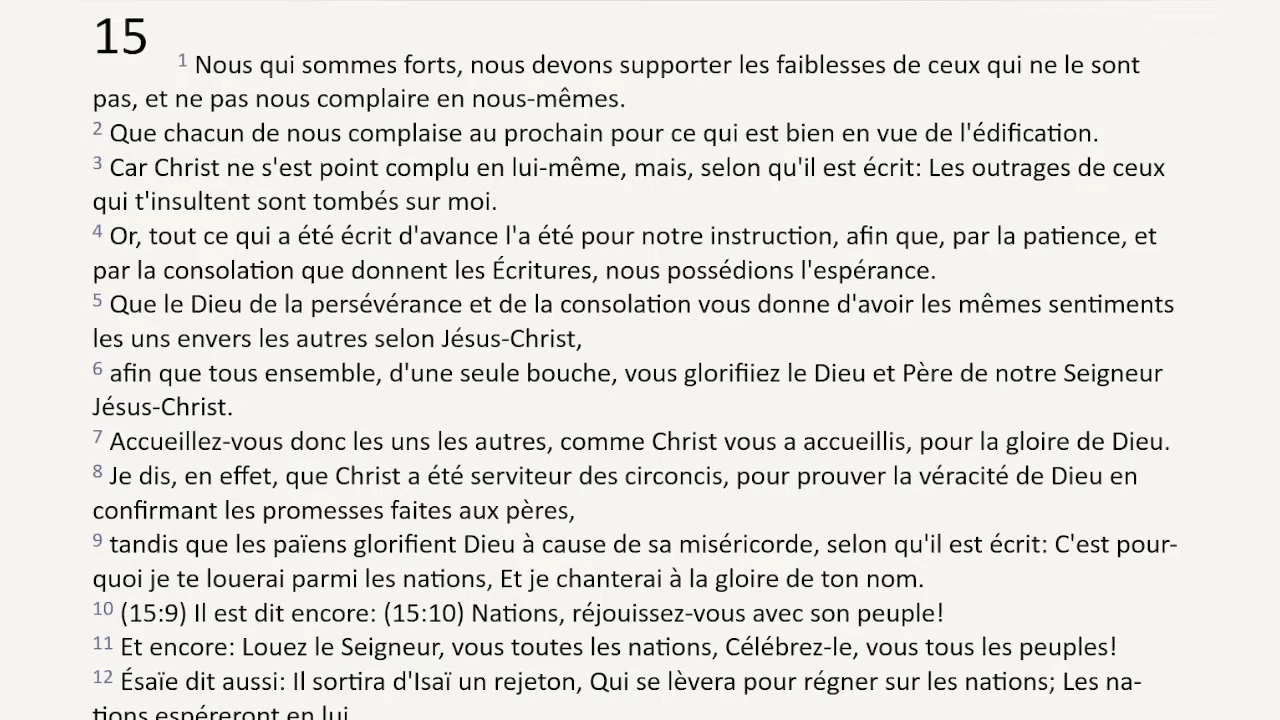 15
1 Nous qui sommes forts, nous devons supporter les faiblesses de ceux qui ne le sont
pas, et ne pas nous complaire en nous-mêmes.
2 Que chacun de nous complaise au prochain pour ce qui est bien en vue de l'édification.
3 Car Christ ne s'est point complu en lui-même, mais, selon qu'il est écrit: Les outrages de ceux
qui t'insultent sont tombés sur moi.
4 Or, tout ce qui a été écrit d'avance l'a été pour notre instruction, afin que, par la patience, et
par la consolation que donnent les Écritures, nous possédions l'espérance.
5 Que le Dieu de la persévérance et de la consolation vous donne d'avoir les mêmes sentiments
les uns envers les autres selon Jésus-Christ,
6 afin que tous ensemble, d'une seule bouche, vous glorifiiez le Dieu et Père de notre Seigneur
Jésus-Christ.
7 Accueillez-vous donc les uns les autres, comme Christ vous a accueillis, pour la gloire de Dieu.
8 Je dis, en effet, que Christ a été serviteur des circoncis, pour prouver la véracité de Dieu en
confirmant les promesses faites aux pères,
9 tandis que les païens glorifient Dieu à cause de sa miséricorde, selon qu'il est écrit: C'est pour-
quoi je te louerai parmi les nations, Et je chanterai à la gloire de ton nom.
10 (15:9) Il est dit encore: (15:10) Nations, réjouissez-vous avec son peuple!
11 Et encore: Louez le Seigneur, vous toutes les nations, Célébrez-le, vous tous les peuples!
12 Ésaïe dit aussi: Il sortira d'Isaï un rejeton, Qui se lèvera pour régner sur les nations; Les na-
tions espéreront en lui